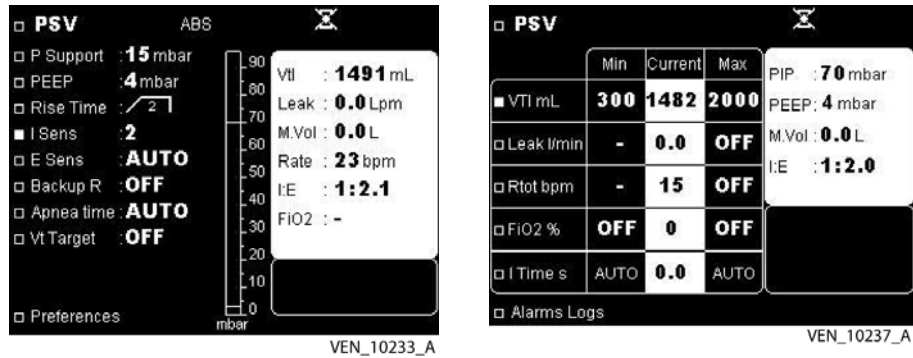 PSV ABS
P Support :15 mbar
PEEP :4 mbar
Rise Time : 2
I Sens :2
E Sens :AUTO
Backup R :OFF
Apnea time :AUTO
Vt Target :OFF
Preferences
90
80
70
60
50
40
30
20
10
0
mbar
Vtl : 1491 mL
Leak : 0.0 Lpm
M.Vol : 0.0 L
Rate : 23 bpm
I:E : 1:2.1
FiO2 : -
VEN_10233_A
PSV
Min Current Max
VTI mL 300 1482 2000
Leak l/min - 0.0 OFF
Rtot bpm - 15 OFF
FiO2 % OFF 0 OFF
I Time s AUTO 0.0 AUTO
Alarms Logs
PIP : 70 mbar
PEEP: 4 mbar
M.Vol : 0.0 L
I:E : 1:2.0
VEN_10237_A